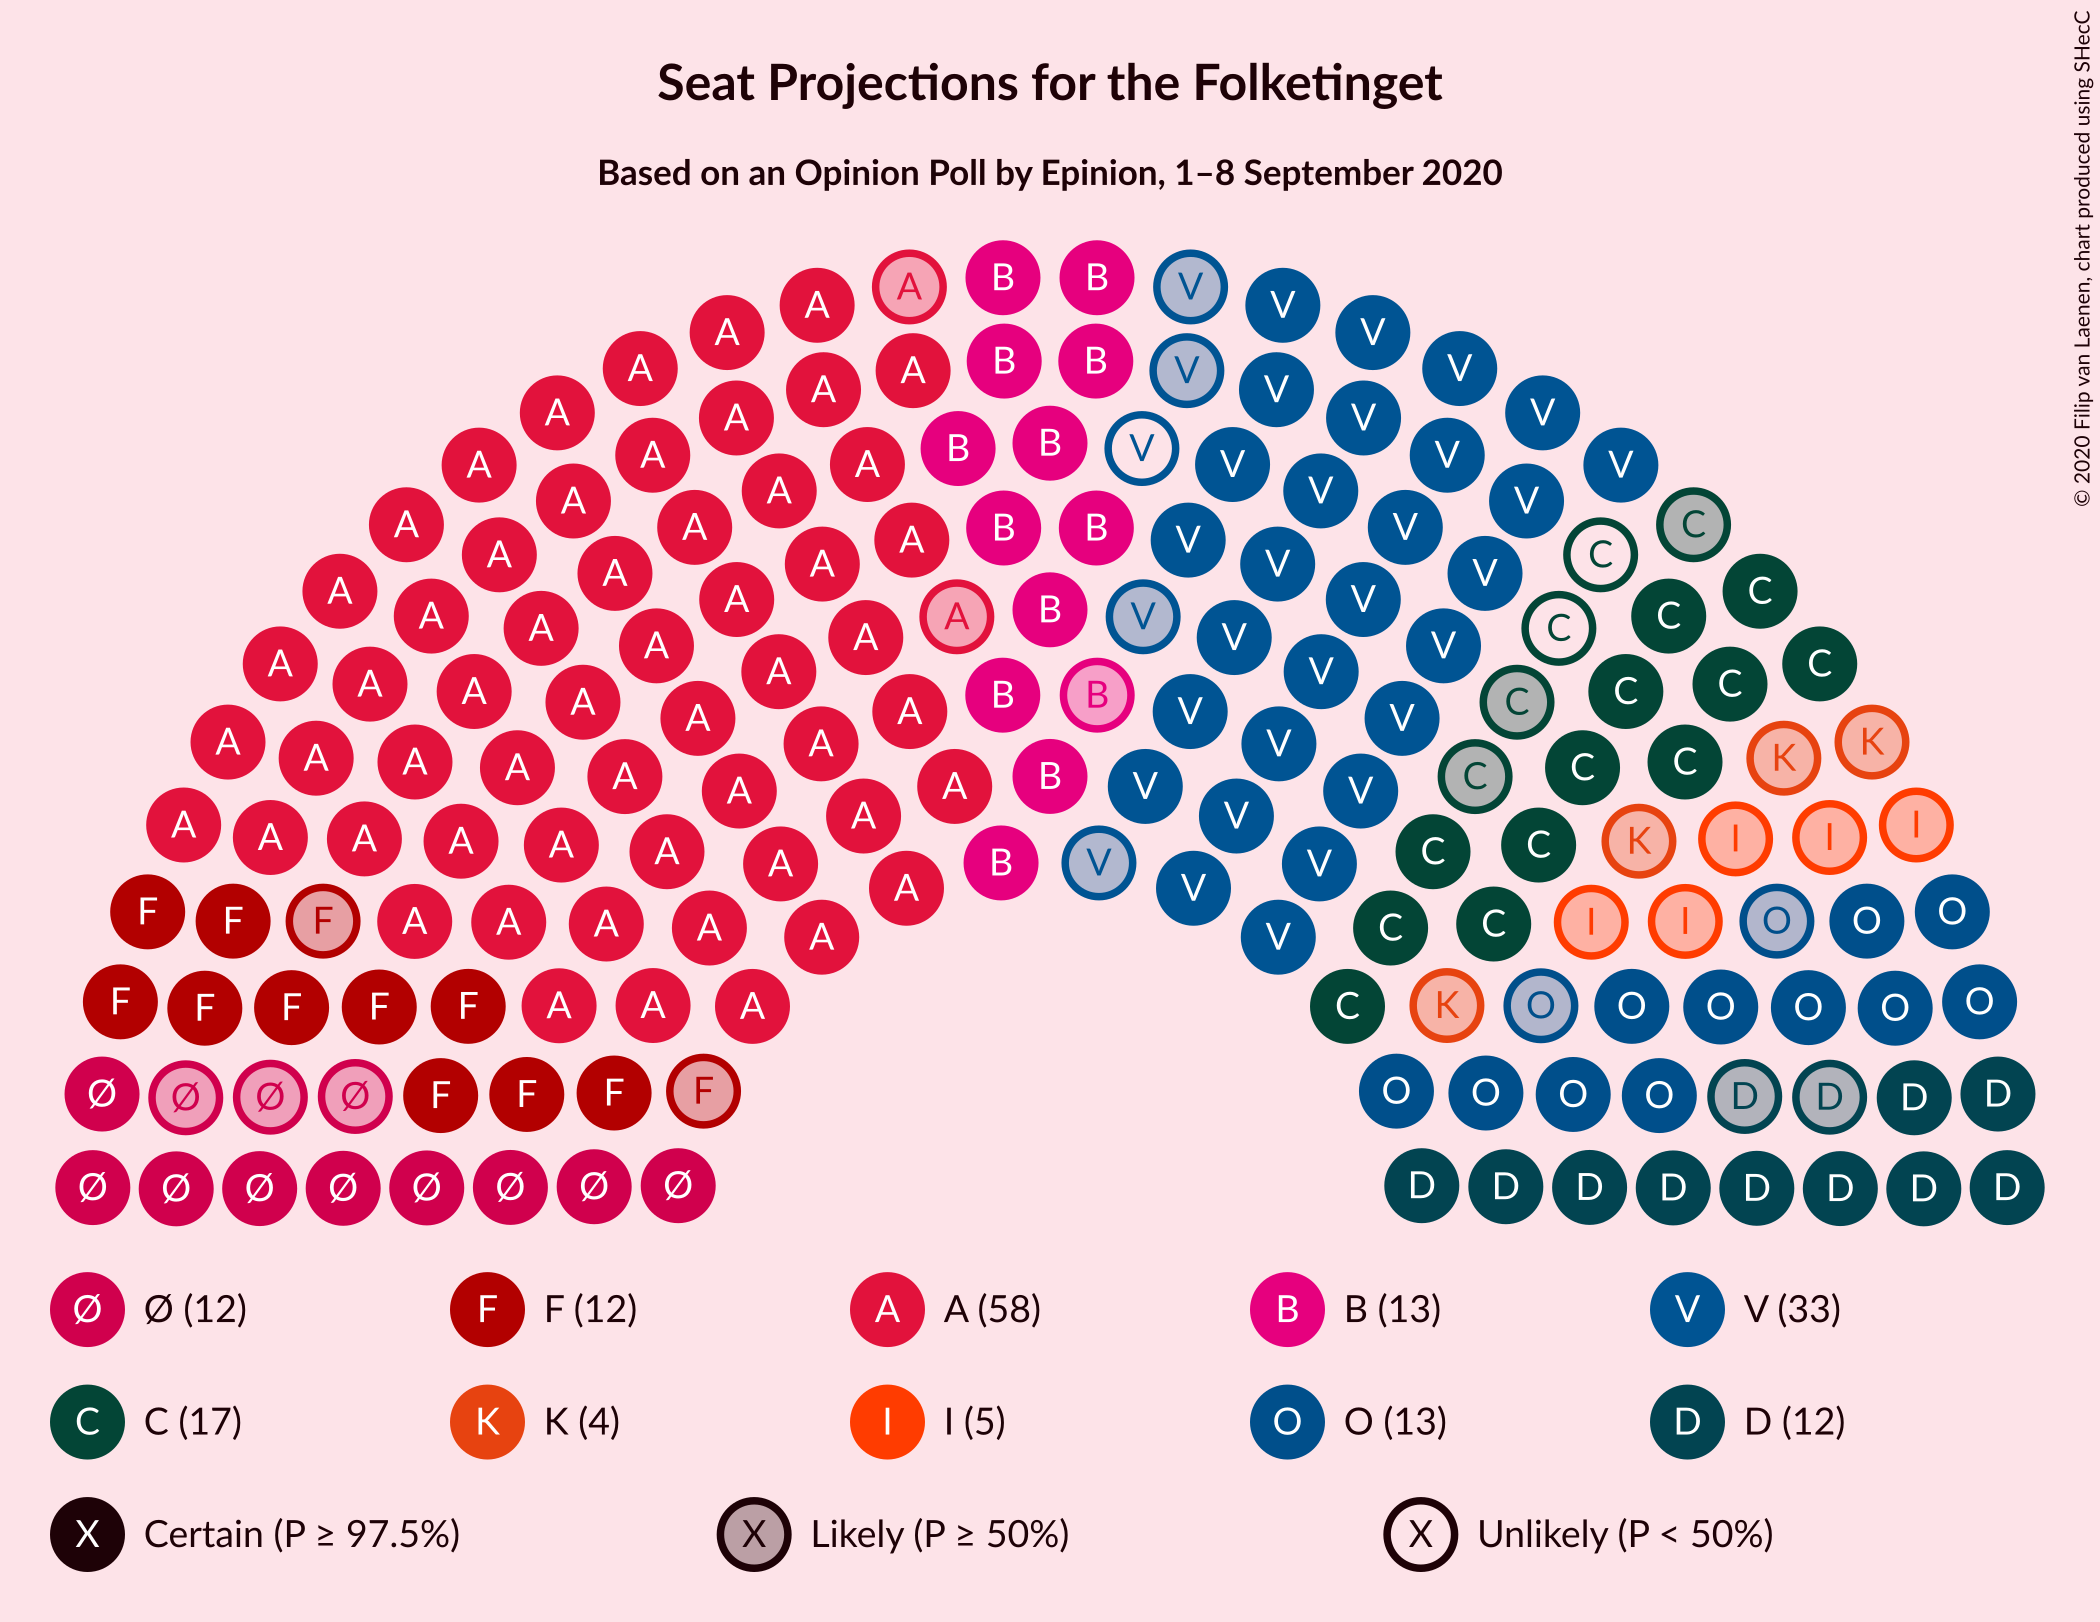 Seat Projections for the Folketinget
Based on an Opinion Poll by Epinion, 1–8 September 2020
© 2020 Filip van Laenen, chart produced using SHecC
A B B V
A V
A V
A A B B V V
A V
A V
A A V V
A B B V V
A V
A A V V
A A V V
A A V V
A A B B V V
A C
A A V V
A C
A A V V
A A V V
A C
A B V
A A C C
A A V V
A C
A A V V
A A C C
A B B V
A C
A A V V
A A V V
A K
A A C K
A A C C
A A B V C
A A V V
A A V V
A I
A A A A C K I I
A A C C
A B V V
A V
F O
F F A A A A C C I I O O
A V
F O
F F F F A A A C K O O O O O
Ø Ø Ø Ø F F F F O O O O D D D D
Ø Ø Ø Ø Ø Ø Ø Ø D D D D D D D D
Ø Ø (12) F F (12) A A (58) B B (13) V V (33)
C C (17) K K (4) I I (5) O O (13) D D (12)
X Certain (P ≥ 97.5%) X Likely (P ≥ 50%) X Unlikely (P < 50%)